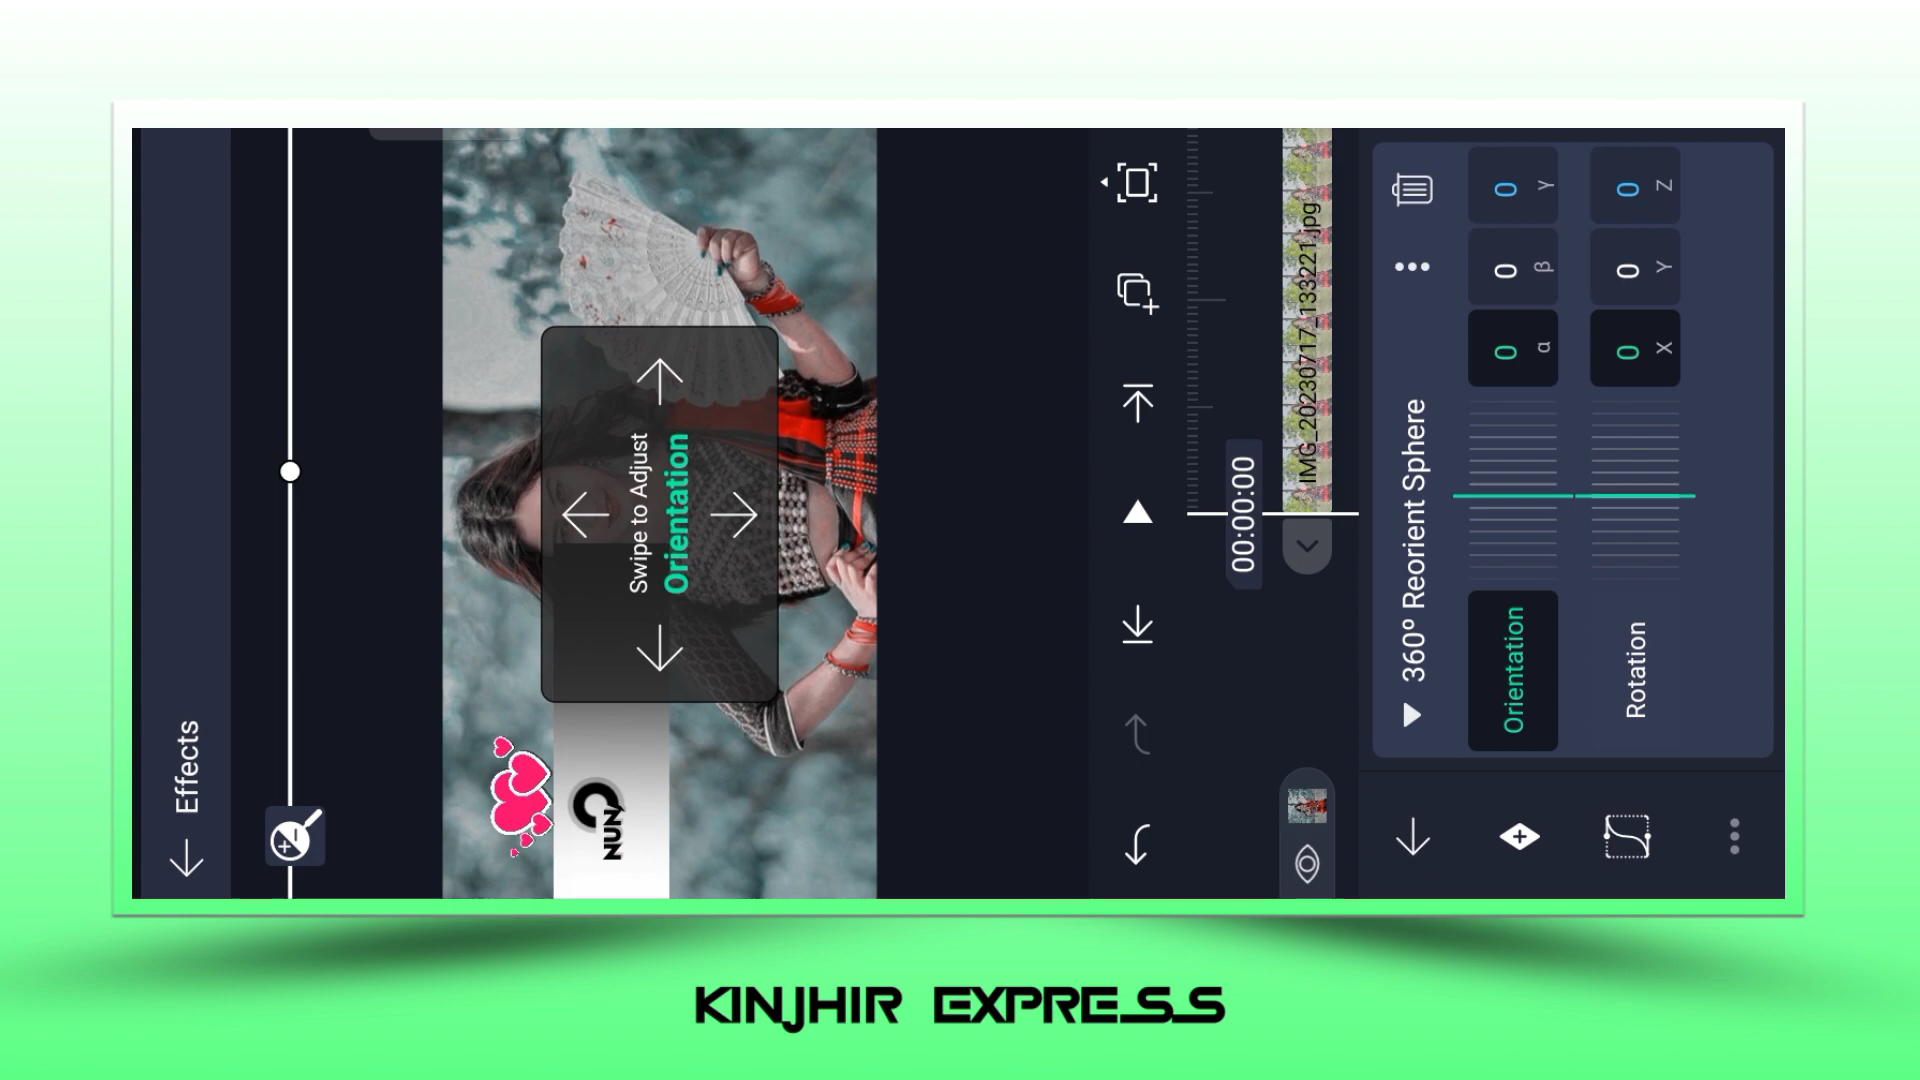 Effects
CNUN
Swipe to Adjust
Orientation
00:00:00
IMG_20230717_133221.jpg
360° Reorient Sphere
Orientation
0 α
0 β
0 Y
Rotation
0 X
0 Y
0 Z
KINJHIR EXPRESS